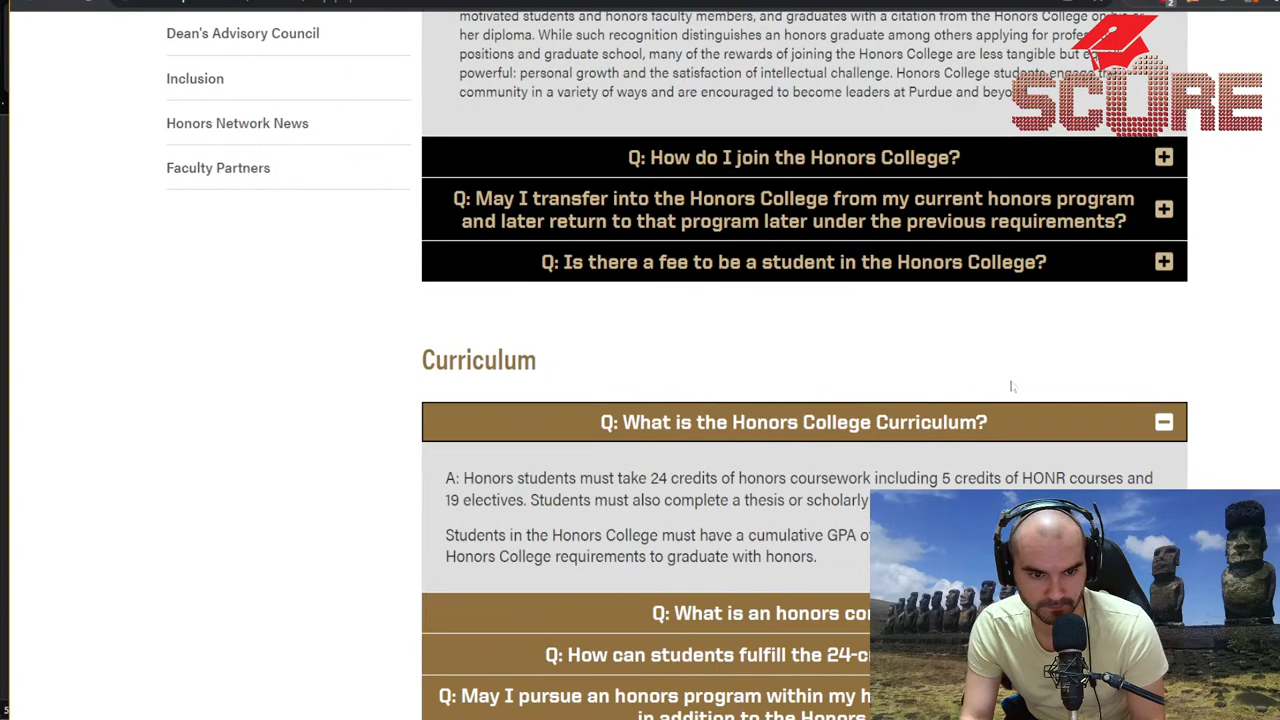 Dean's Advisory Council
Inclusion
Honors Network News
Faculty Partners
motivated students and honors faculty members, and graduates with a citation from the Honors College on his or
her diploma. While such recognition distinguishes an honors graduate among others applying for
positions and graduate school, many of the rewards of joining the Honors College are less tangible but
powerful: personal growth and the satisfaction of intellectual challenge. Honors College students engage
community in a variety of ways and are encouraged to become leaders at Purdue and
SCORE
Q: How do I join the Honors College?
Q: May I transfer into the Honors College from my current honors program
and later return to that program later under the previous requirements?
Q: Is there a fee to be a student in the Honors College?
Curriculum
Q: What is the Honors College Curriculum?
A: Honors students must take 24 credits of honors coursework including 5 credits of HONR courses and
19 electives. Students must also complete a thesis or scholarly
Students in the Honors College must have a cumulative GPA
Honors College requirements to graduate with honors.
Q: What is an honors
Q: How can students fulfill the
Q: May I pursue an honors program within my
in addition to the Honors